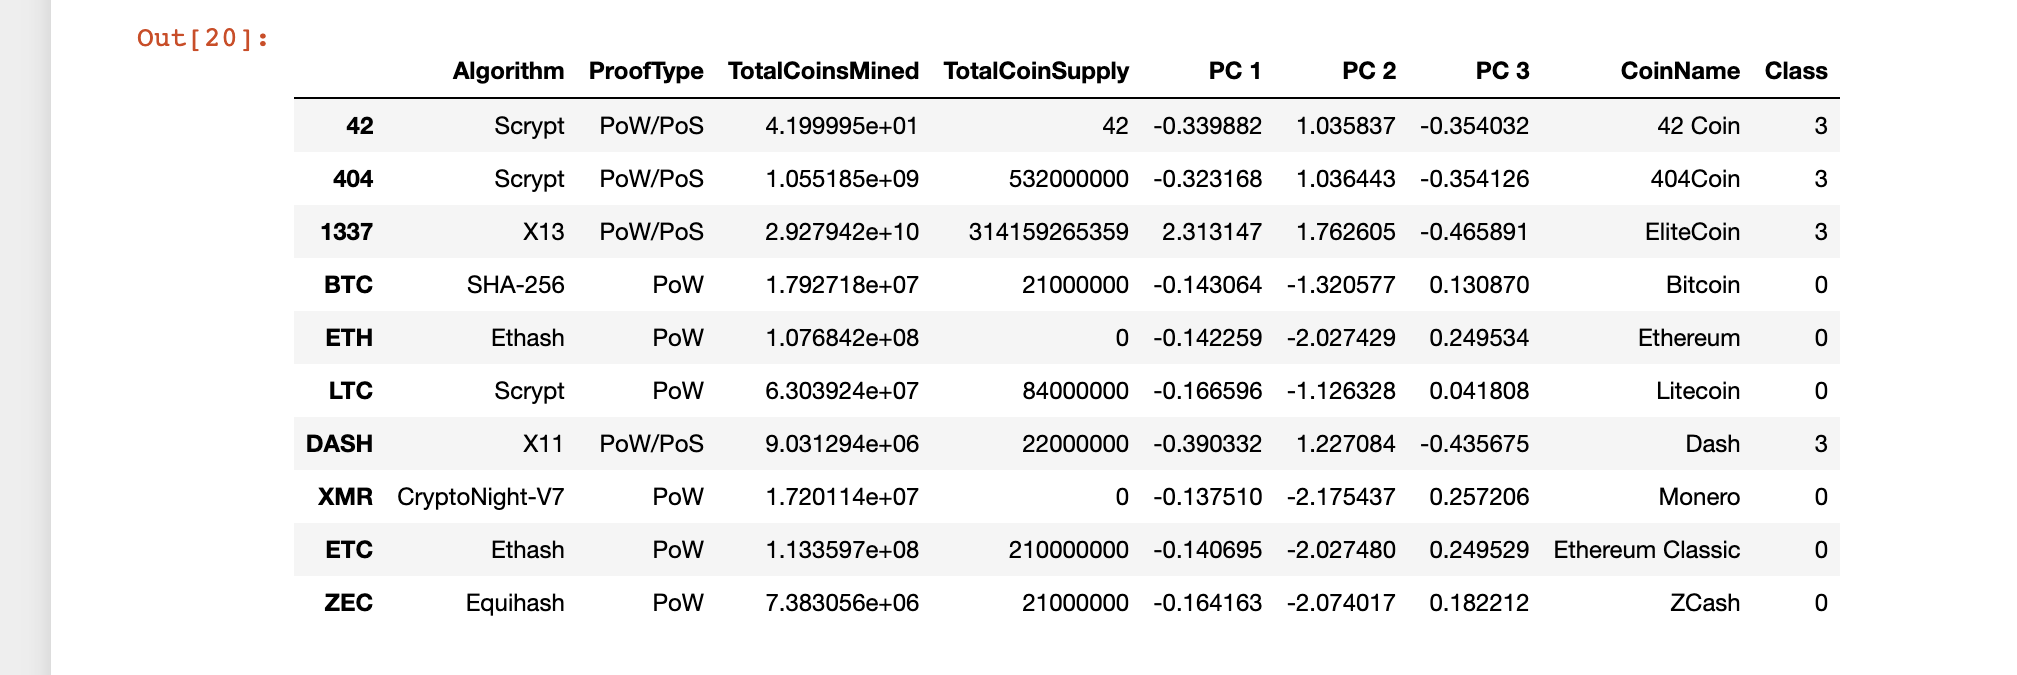 Out[20]:
Algorithm ProofType TotalCoinsMined TotalCoinSupply PC 1 PC 2 PC 3 CoinName Class
42 Scrypt PoW/PoS 4.199995e+01 42 -0.339882 1.035837 -0.354032 42 Coin 3
404 Scrypt PoW/PoS 1.055185e+09 532000000 -0.323168 1.036443 -0.354126 404Coin 3
1337 X13 PoW/PoS 2.927942e+10 314159265359 2.313147 1.762605 -0.465891 EliteCoin 3
BTC SHA-256 PoW 1.792718e+07 21000000 -0.143064 -1.320577 0.130870 Bitcoin 0
ETH Ethash PoW 1.076842e+08 0 -0.142259 -2.027429 0.249534 Ethereum 0
LTC Scrypt PoW 6.303924e+07 84000000 -0.166596 -1.126328 0.041808 Litecoin 0
DASH X11 PoW/PoS 9.031294e+06 22000000 -0.390332 1.227084 -0.435675 Dash 3
XMR CryptoNight-V7 PoW 1.720114e+07 0 -0.137510 -2.175437 0.257206 Monero 0
ETC Ethash PoW 1.133597e+08 210000000 -0.140695 -2.027480 0.249529 Ethereum Classic 0
ZEC Equihash PoW 7.383056e+06 21000000 -0.164163 -2.074017 0.182212 ZCash 0